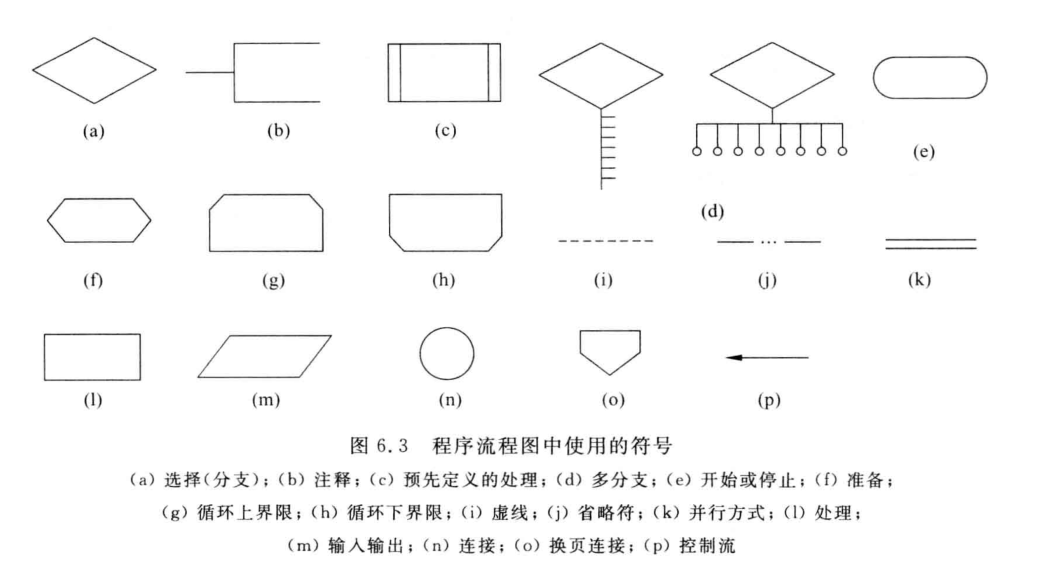 (a) (b) (c) (e)
(d)
(f) (g) (h) (i) (j) (k)
(l) (m) (n) (o) (p)
图 6.3 程序流程图中使用的符号
(a) 选择(分支);(b) 注释;(c) 预先定义的处理;(d) 多分支;(e) 开始或停止;(f) 准备;
(g) 循环上界限;(h) 循环下界限;(i) 虚线;(j) 省略符;(k) 并行方式;(l) 处理;
(m) 输入输出;(n) 连接;(o) 换页连接;(p) 控制流